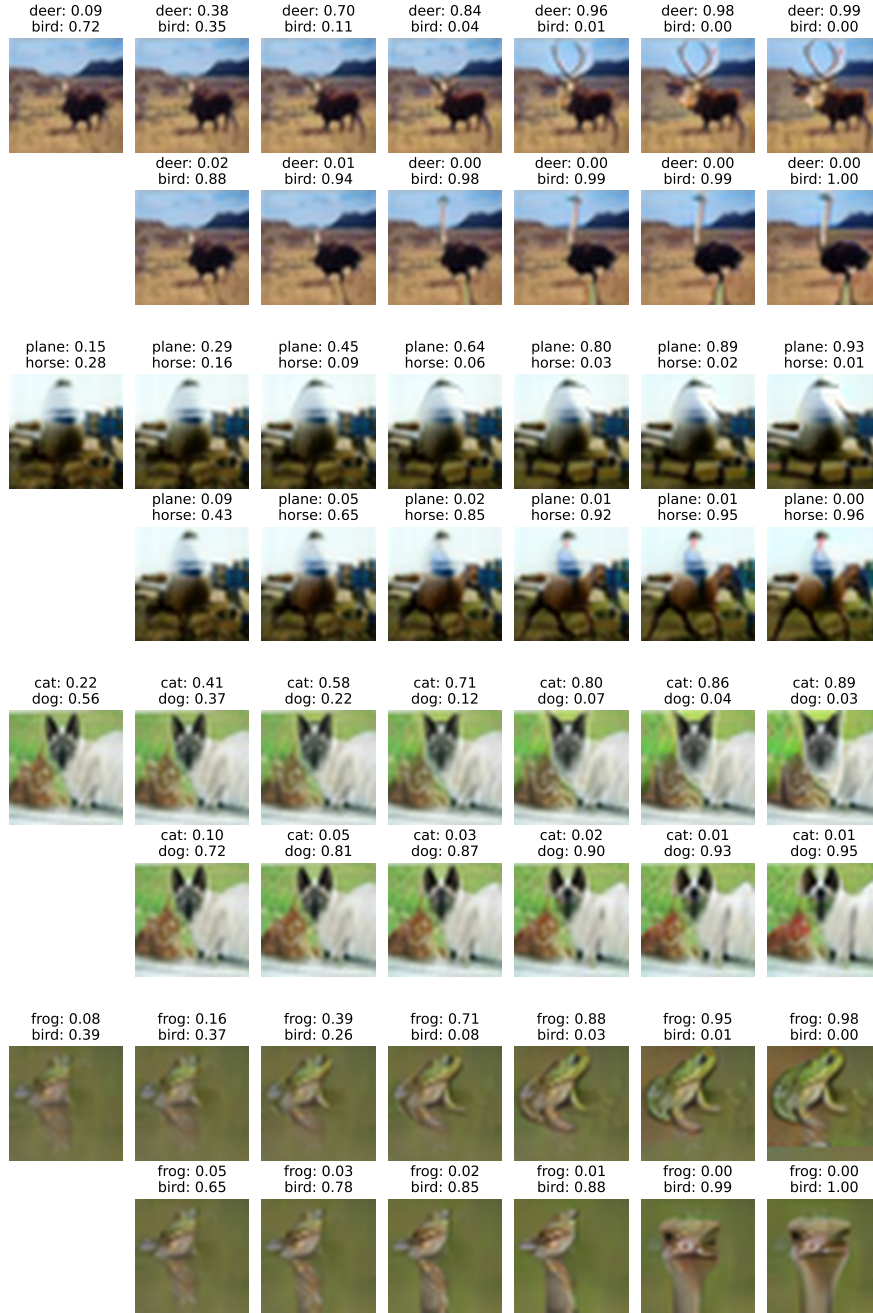 deer: 0.09
bird: 0.72
deer: 0.38
bird: 0.35
deer: 0.70
bird: 0.11
deer: 0.84
bird: 0.04
deer: 0.96
bird: 0.01
deer: 0.98
bird: 0.00
deer: 0.99
bird: 0.00
deer: 0.02
bird: 0.88
deer: 0.01
bird: 0.94
deer: 0.00
bird: 0.98
deer: 0.00
bird: 0.99
deer: 0.00
bird: 0.99
deer: 0.00
bird: 1.00
plane: 0.15
horse: 0.28
plane: 0.29
horse: 0.16
plane: 0.45
horse: 0.09
plane: 0.64
horse: 0.06
plane: 0.80
horse: 0.03
plane: 0.89
horse: 0.02
plane: 0.93
horse: 0.01
plane: 0.09
horse: 0.43
plane: 0.05
horse: 0.65
plane: 0.02
horse: 0.85
plane: 0.01
horse: 0.92
plane: 0.01
horse: 0.95
plane: 0.00
horse: 0.96
cat: 0.22
dog: 0.56
cat: 0.41
dog: 0.37
cat: 0.58
dog: 0.22
cat: 0.71
dog: 0.12
cat: 0.80
dog: 0.07
cat: 0.86
dog: 0.04
cat: 0.89
dog: 0.03
cat: 0.10
dog: 0.72
cat: 0.05
dog: 0.81
cat: 0.03
dog: 0.87
cat: 0.02
dog: 0.90
cat: 0.01
dog: 0.93
cat: 0.01
dog: 0.95
frog: 0.08
bird: 0.39
frog: 0.16
bird: 0.37
frog: 0.39
bird: 0.26
frog: 0.71
bird: 0.08
frog: 0.88
bird: 0.03
frog: 0.95
bird: 0.01
frog: 0.98
bird: 0.00
frog: 0.05
bird: 0.65
frog: 0.03
bird: 0.78
frog: 0.02
bird: 0.85
frog: 0.01
bird: 0.88
frog: 0.00
bird: 0.99
frog: 0.00
bird: 1.00